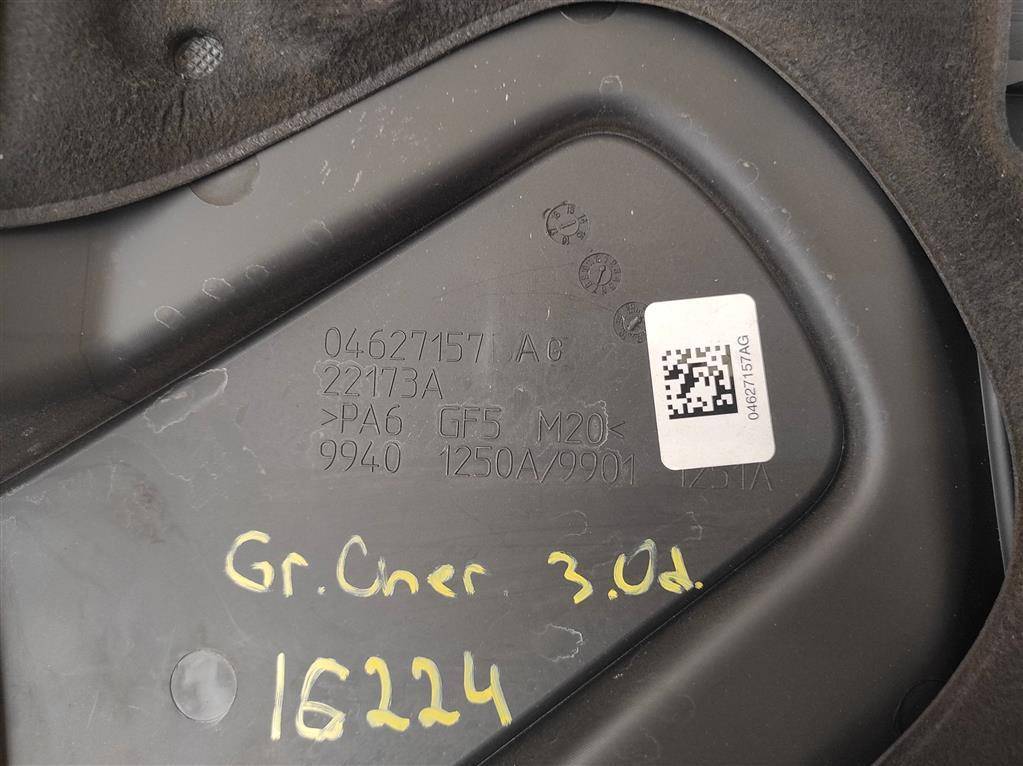 04627157 AG
22173A
>PA6 GF5 M20<
9940 1250A/9901 1251A
04627157AG
Gr.Cher 3.0d.
16224